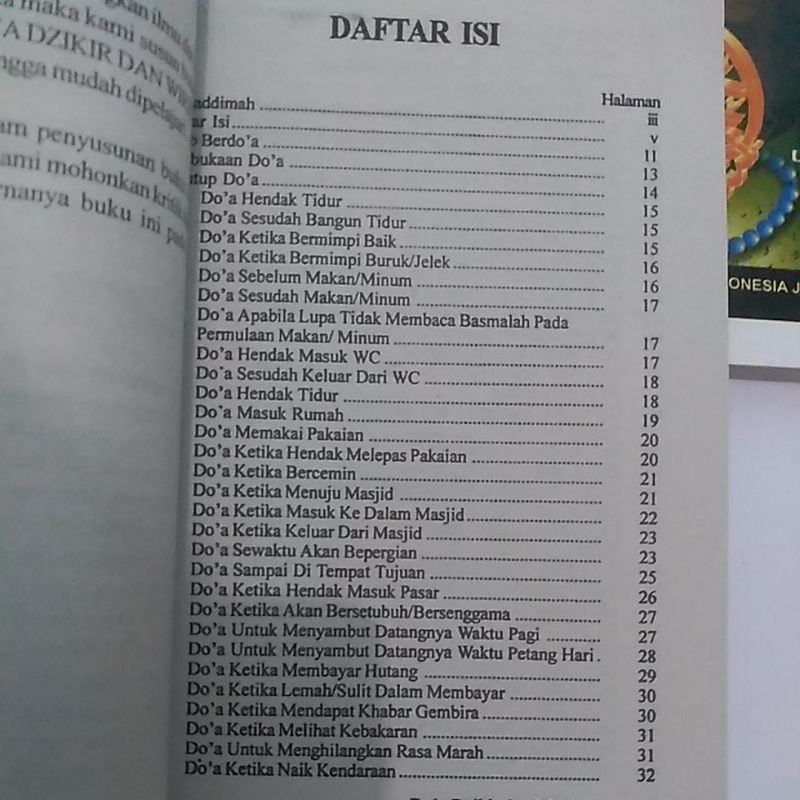 maka kami susun
DZIKIR DAN
mudah dipelajari
penyusunan
mohonkan
buku ini
DAFTAR ISI
Halaman
addimah ........ iii
ar Isi ........ v
Berdo'a ........ 11
bukaan Do'a ........ 13
tup Do'a ........ 14
Do'a Hendak Tidur ........ 15
Do'a Sesudah Bangun Tidur ........ 15
Do'a Ketika Bermimpi Baik ........ 15
Do'a Ketika Bermimpi Buruk/Jelek ........ 16
Do'a Sebelum Makan/Minum ........ 16
Do'a Sesudah Makan/Minum ........ 17
Do'a Apabila Lupa Tidak Membaca Basmalah Pada
Permulaan Makan/ Minum ........ 17
Do'a Hendak Masuk WC ........ 17
Do'a Sesudah Keluar Dari WC ........ 18
Do'a Hendak Tidur ........ 18
Do'a Masuk Rumah ........ 19
Do'a Memakai Pakaian ........ 20
Do'a Ketika Hendak Melepas Pakaian ........ 20
Do'a Ketika Bercemin ........ 21
Do'a Ketika Menuju Masjid ........ 21
Do'a Ketika Masuk Ke Dalam Masjid ........ 22
Do'a Ketika Keluar Dari Masjid ........ 23
Do'a Sewaktu Akan Bepergian ........ 23
Do'a Sampai Di Tempat Tujuan ........ 25
Do'a Ketika Hendak Masuk Pasar ........ 26
Do'a Ketika Akan Bersetubuh/Bersenggama ........ 27
Do'a Untuk Menyambut Datangnya Waktu Pagi ........ 27
Do'a Untuk Menyambut Datangnya Waktu Petang Hari . 28
Do'a Ketika Membayar Hutang ........ 29
Do'a Ketika Lemah/Sulit Dalam Membayar ........ 30
Do'a Ketika Mendapat Khabar Gembira ........ 30
Do'a Ketika Melihat Kebakaran ........ 31
Do'a Untuk Menghilangkan Rasa Marah ........ 31
Do'a Ketika Naik Kendaraan ........ 32
ONESIA J